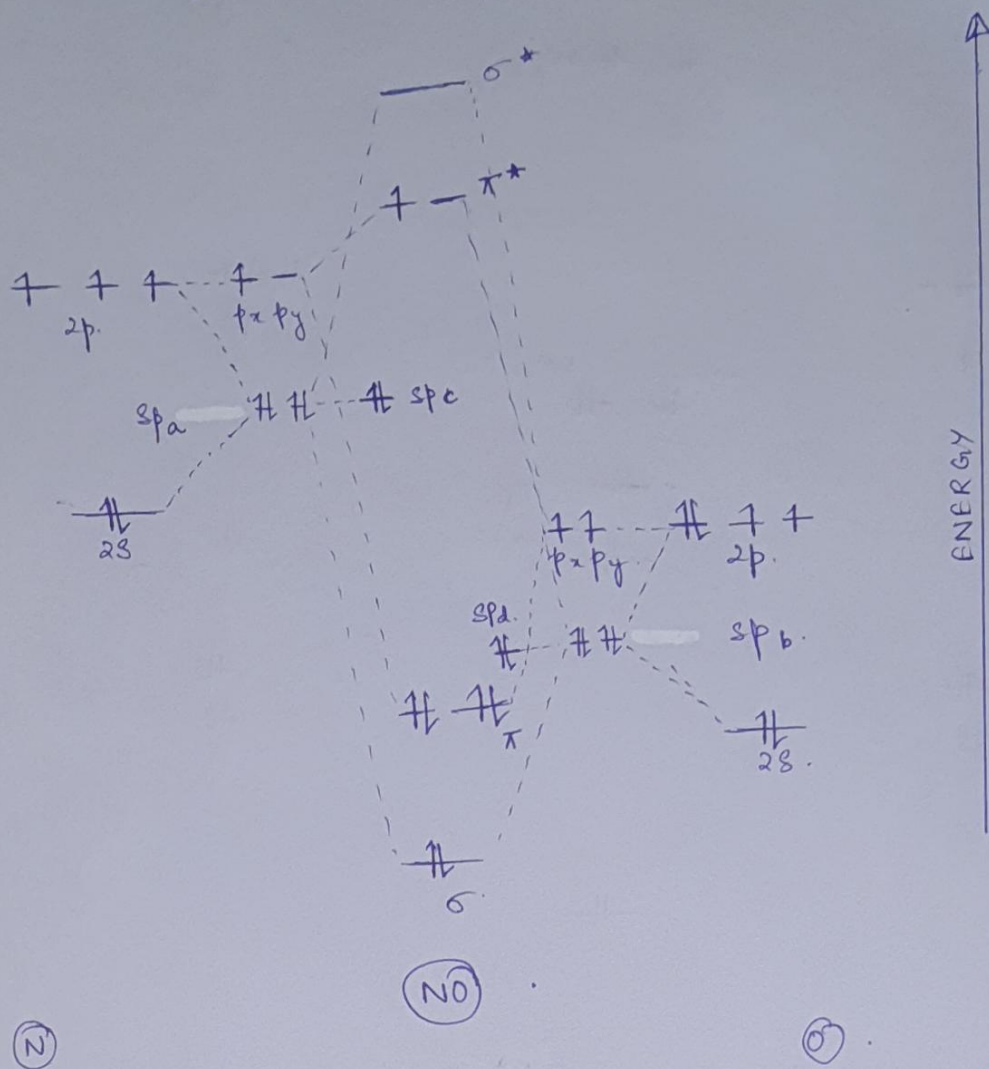 σ*
π*
2p.
px py
spa
spc
2s
px py.
2p.
spd.
spb.
π
2s.
σ
ENERGY
NO
N
O